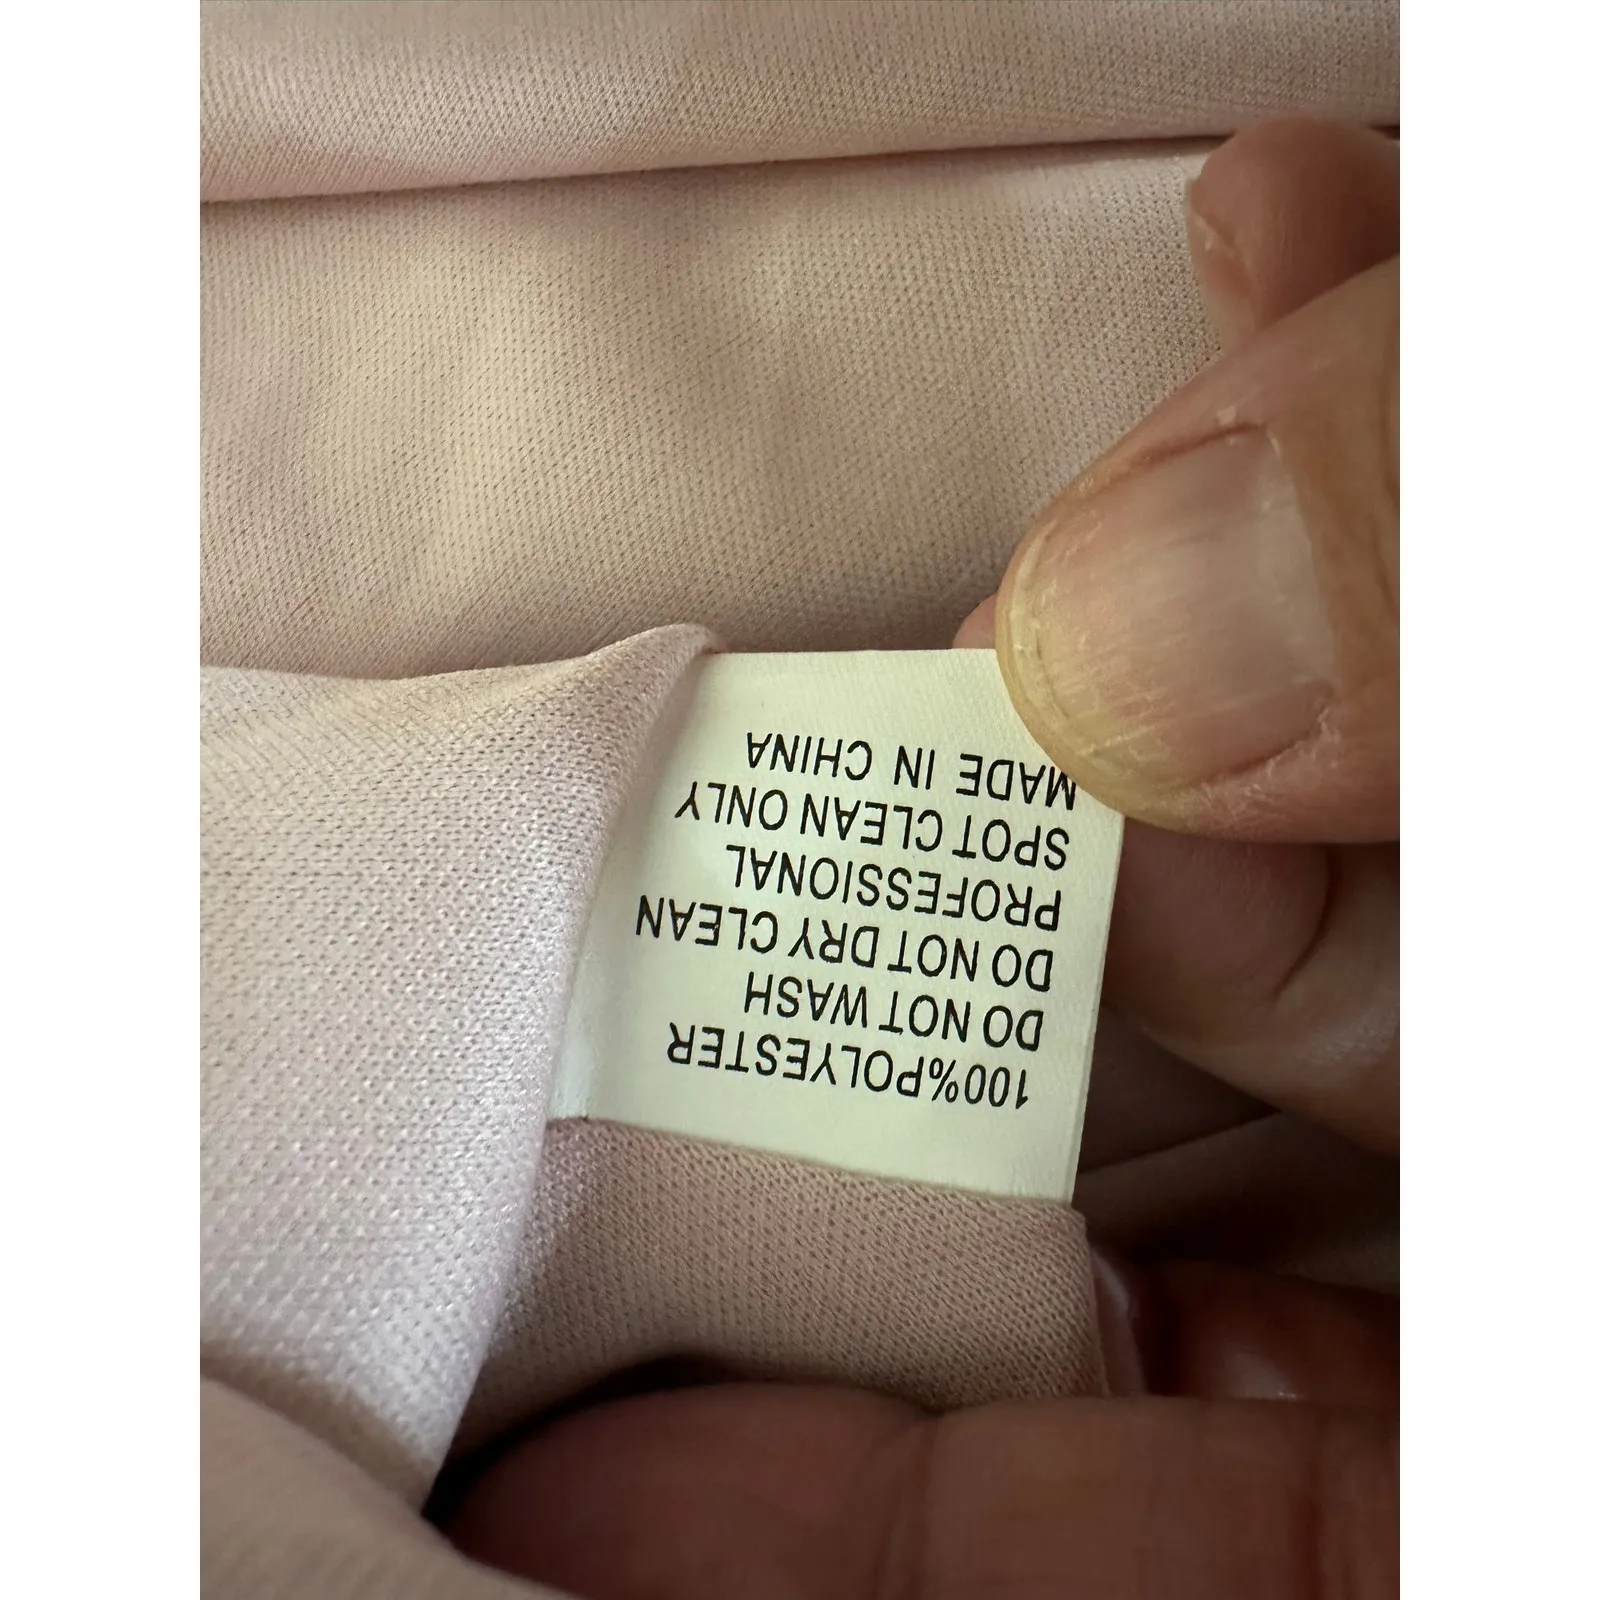 100%POLYESTER
DO NOT WASH
DO NOT DRY CLEAN
PROFESSIONAL
SPOT CLEAN ONLY
MADE IN CHINA